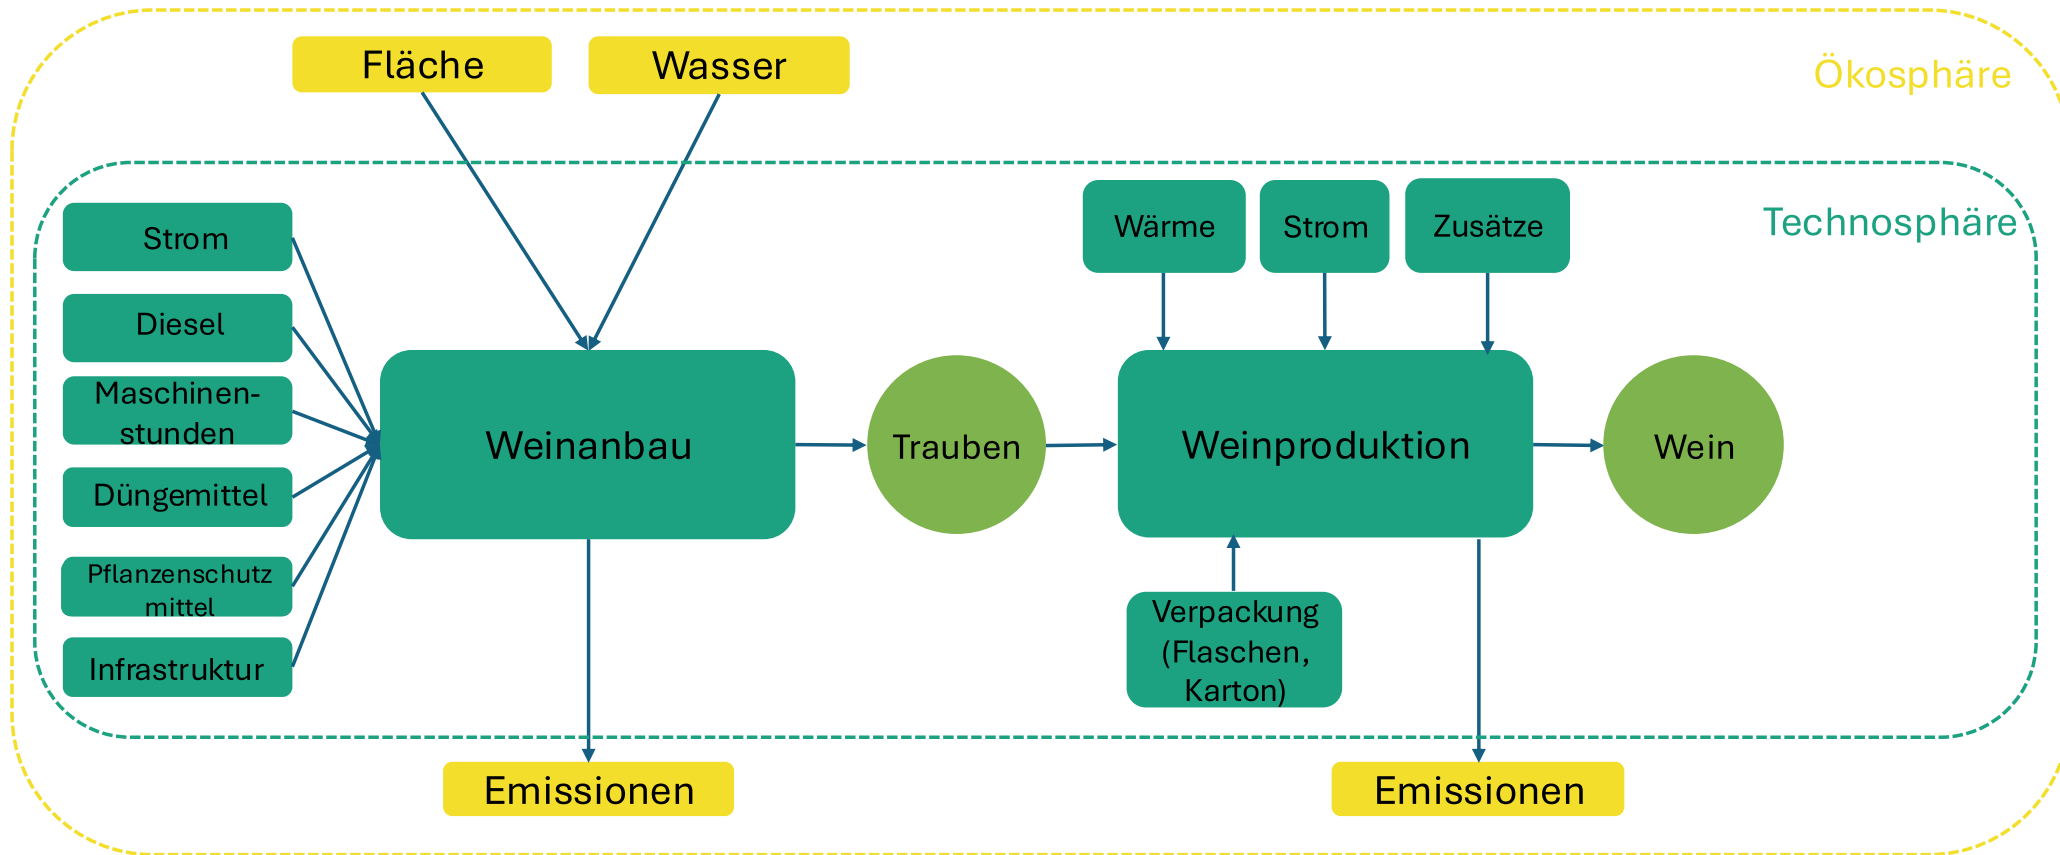 Fläche
Wasser
Ökosphäre
Technosphäre
Strom
Diesel
Maschinen-
stunden
Düngemittel
Pflanzenschutz
mittel
Infrastruktur
Weinanbau
Trauben
Wärme
Strom
Zusätze
Weinproduktion
Wein
Verpackung
(Flaschen,
Karton)
Emissionen
Emissionen